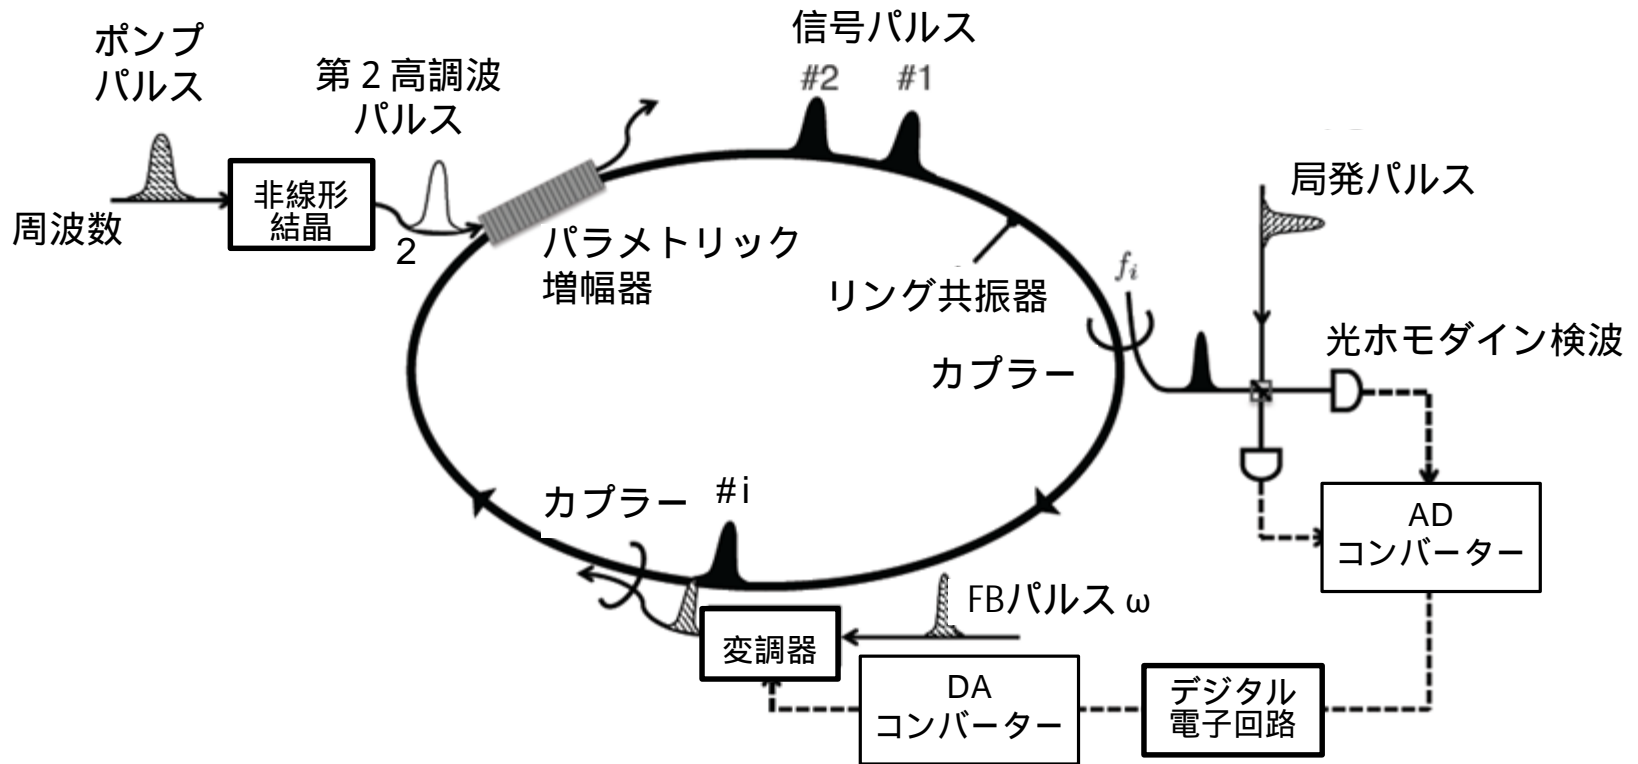 ポンプ
パルス
第2高調波
パルス
信号パルス
#2
#1
局発パルス
非線形
結晶
周波数
2
パラメトリック
増幅器
リング共振器
fi
カプラー
光ホモダイン検波
カプラー
#i
AD
コンバーター
FBパルス ω
変調器
DA
コンバーター
デジタル
電子回路